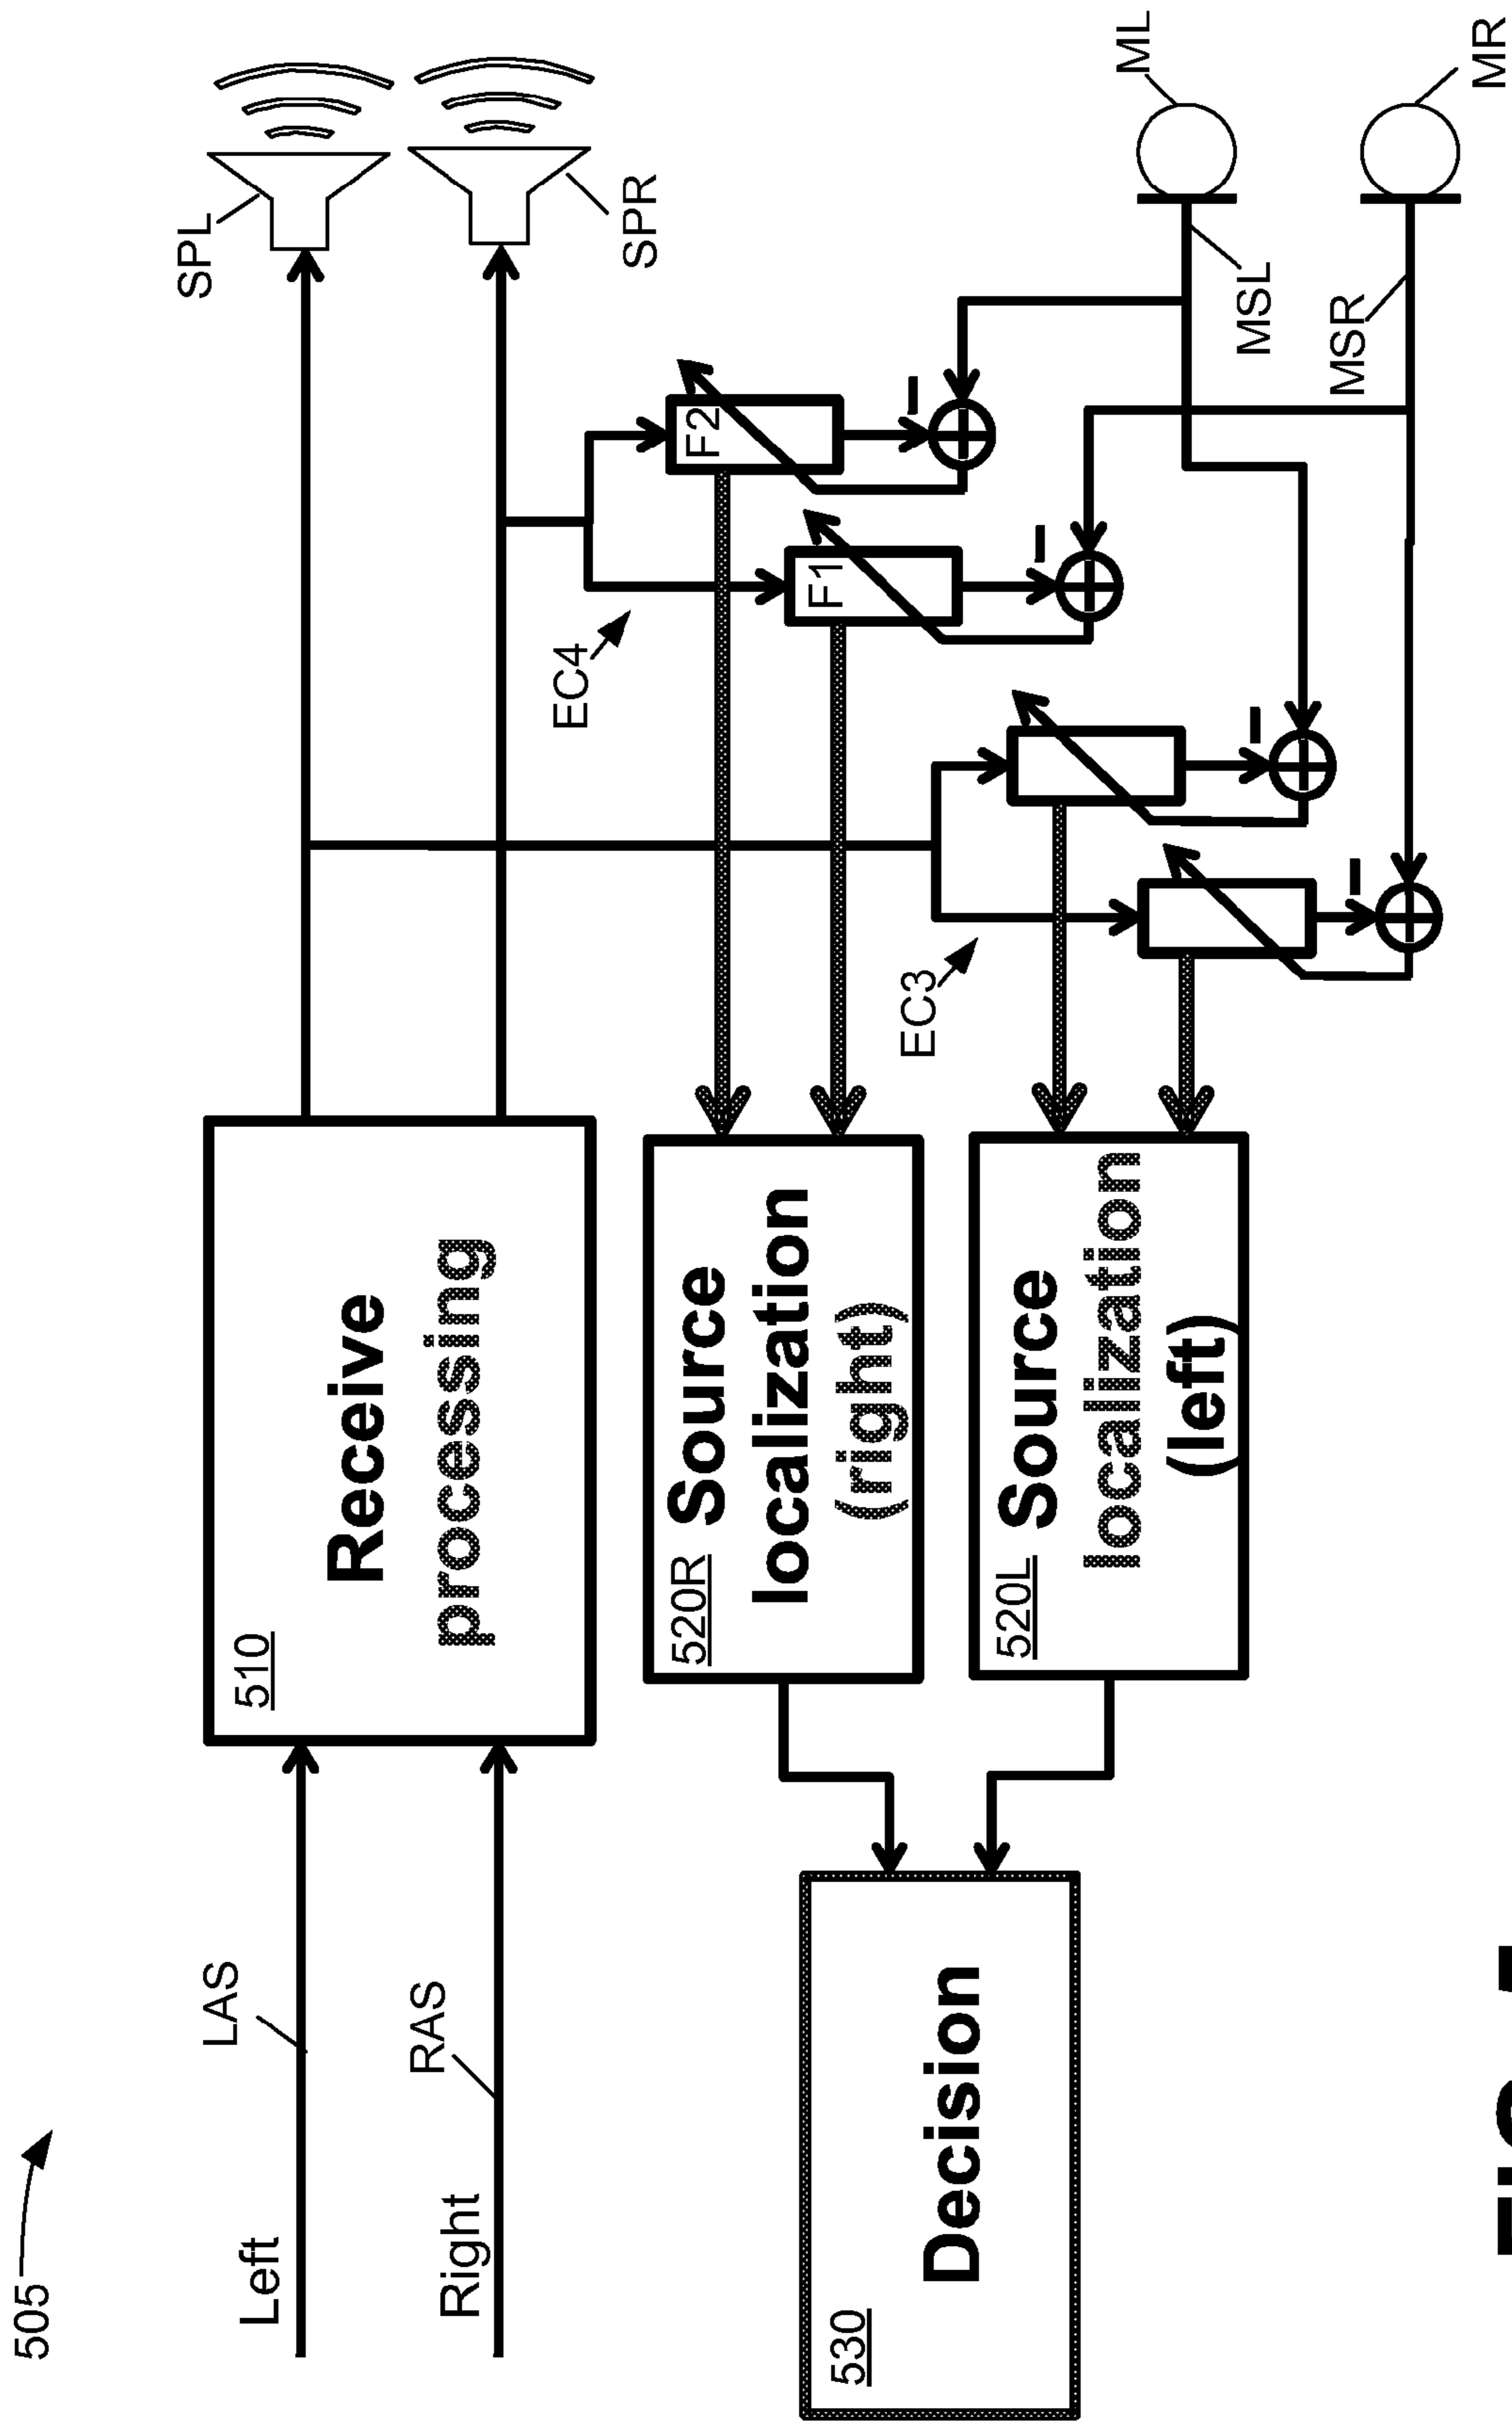 505
Left
LAS
Right
RAS
510
Receive
processing
SPL
SPR
EC4
F2
F1
520R
Source
localization
(right)
EC3
520L
Source
localization
(left)
530
Decision
ML
MSL
MSR
MR